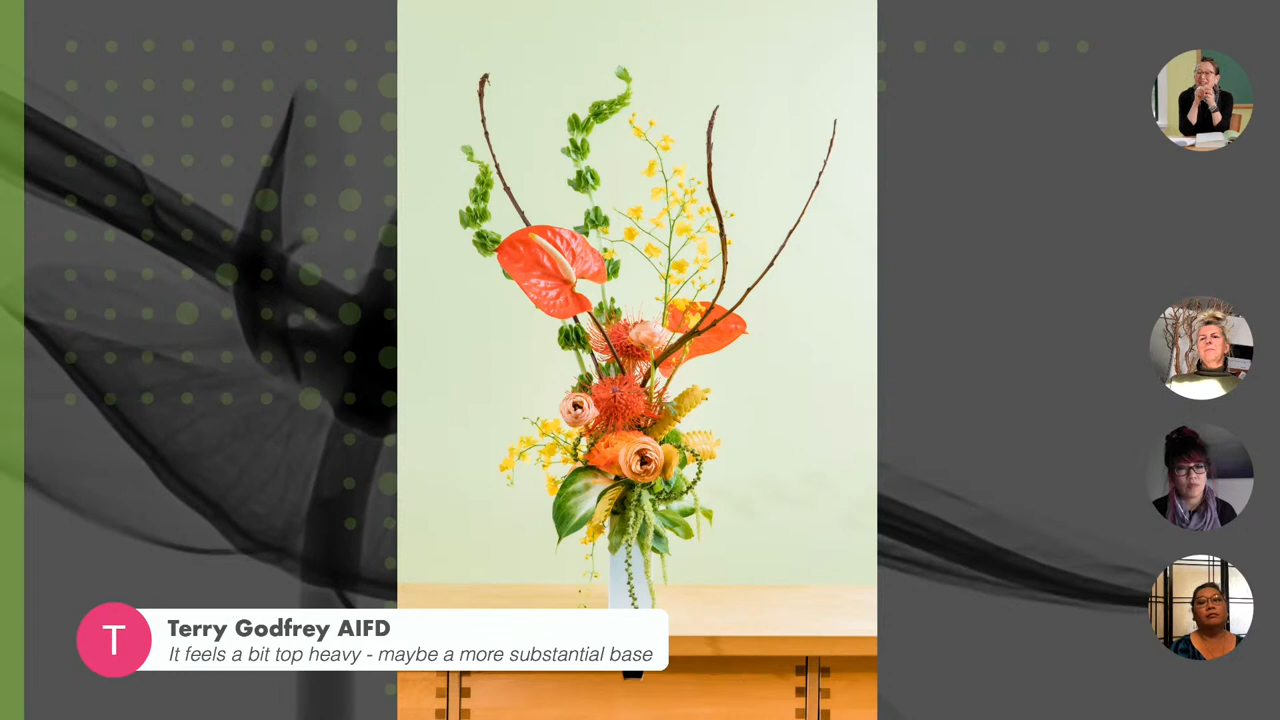 T
Terry Godfrey AIFD
It feels a bit top heavy - maybe a more substantial base